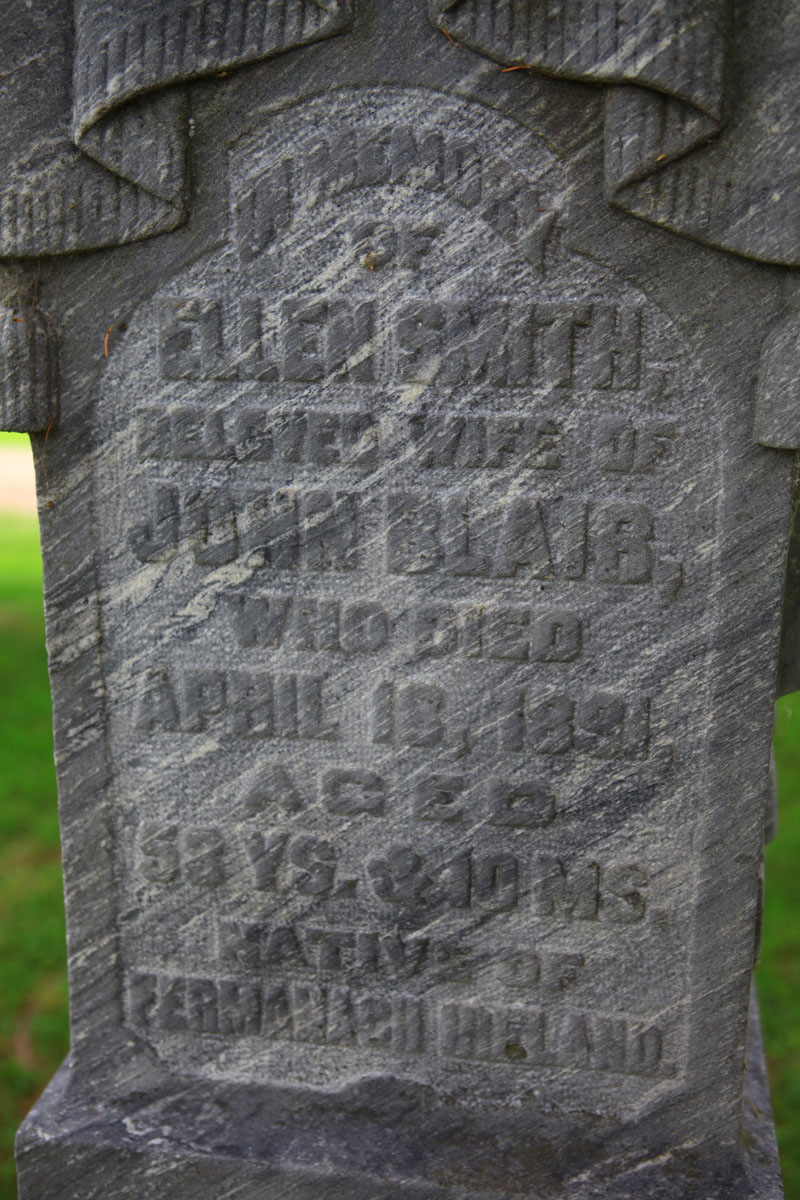 IN MEMORY
OF
ELLEN SMITH,
BELOVED WIFE OF
JOHN BLAIR,
WHO DIED
APRIL 18, 1891,
AGED
53 YS. & 10 MS.
NATIVE OF
FERMANAGH IRELAND.